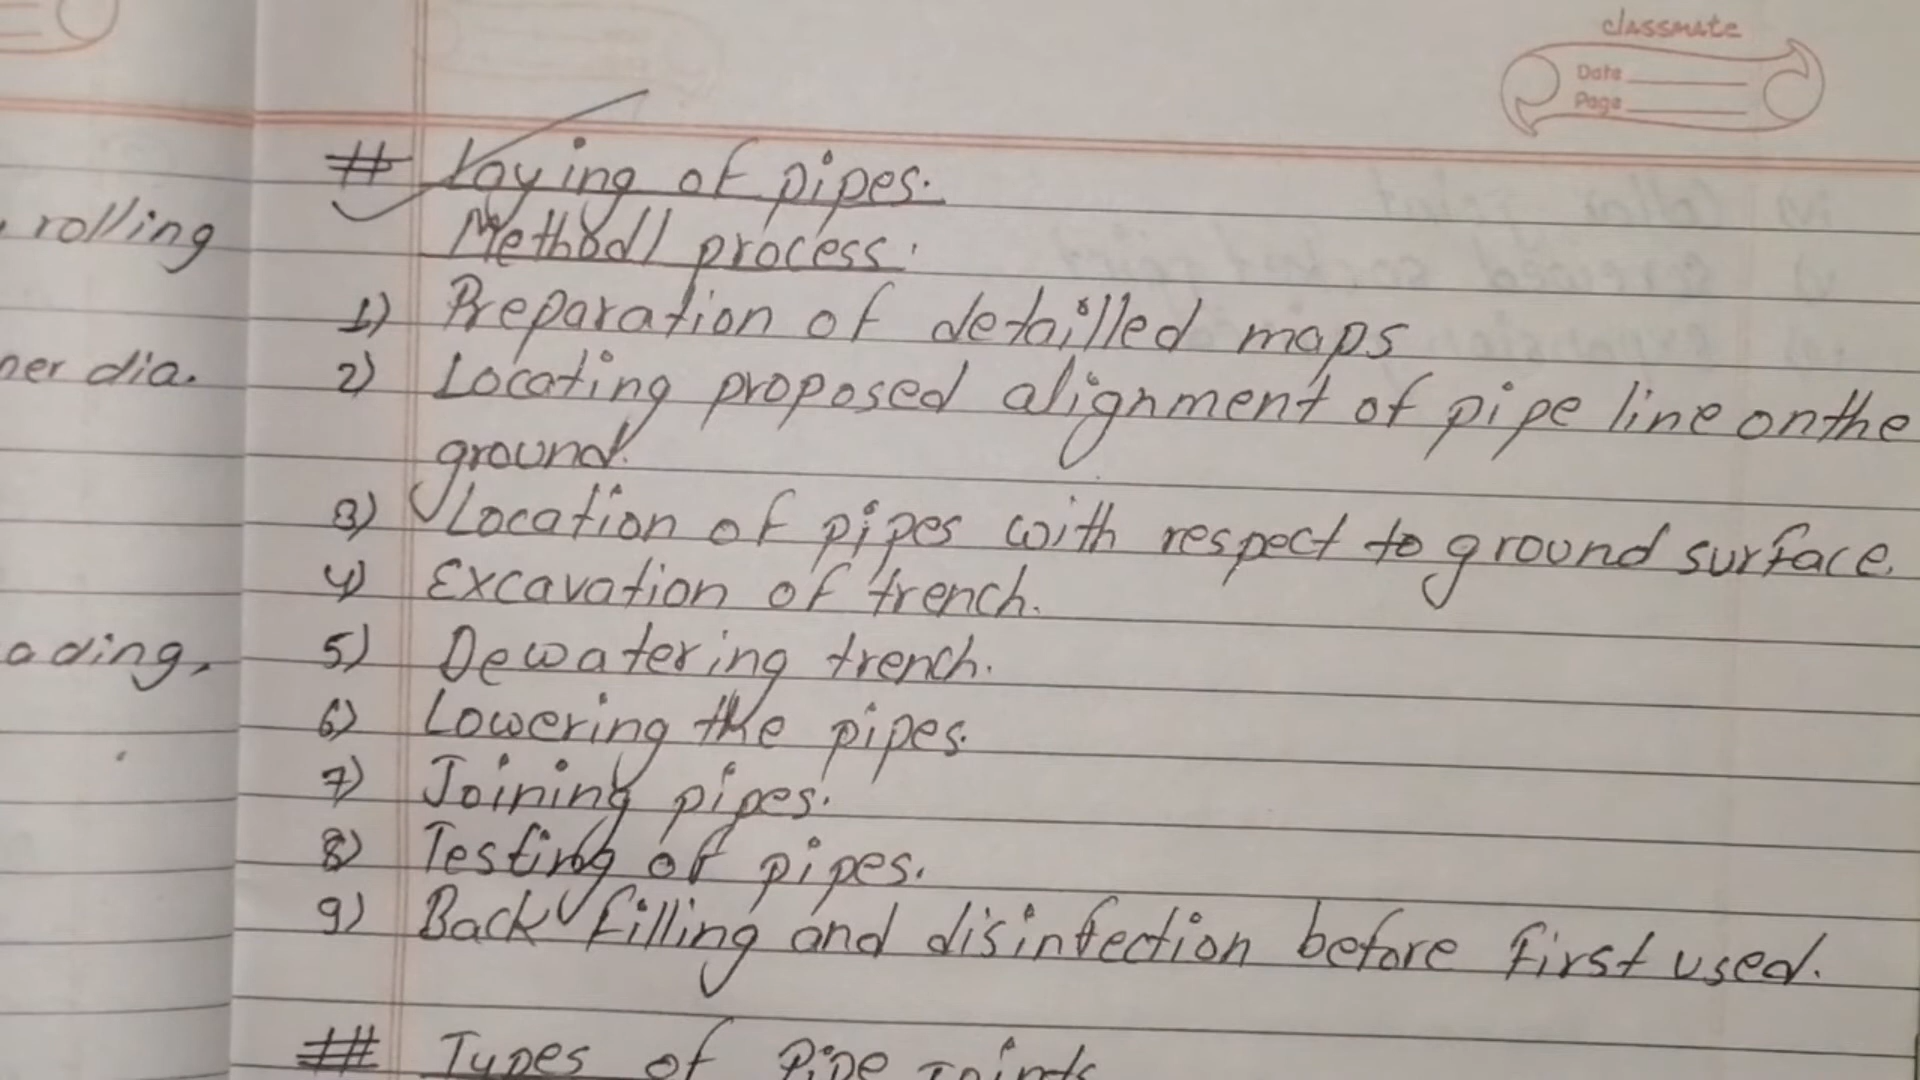 classmate
Date
Page
# Laying of pipes.
Method/ process.
1) Preparation of detailled maps
2) Locating proposed alignment of pipe line on the
ground.
3) Location of pipes with respect to ground surface.
4) Excavation of trench.
5) Dewatering trench.
6) Lowering the pipes.
7) Joining pipes.
8) Testing of pipes.
9) Back filling and disinfection before first used.
## Types of Pipe Joints
rolling
dia.
ading,